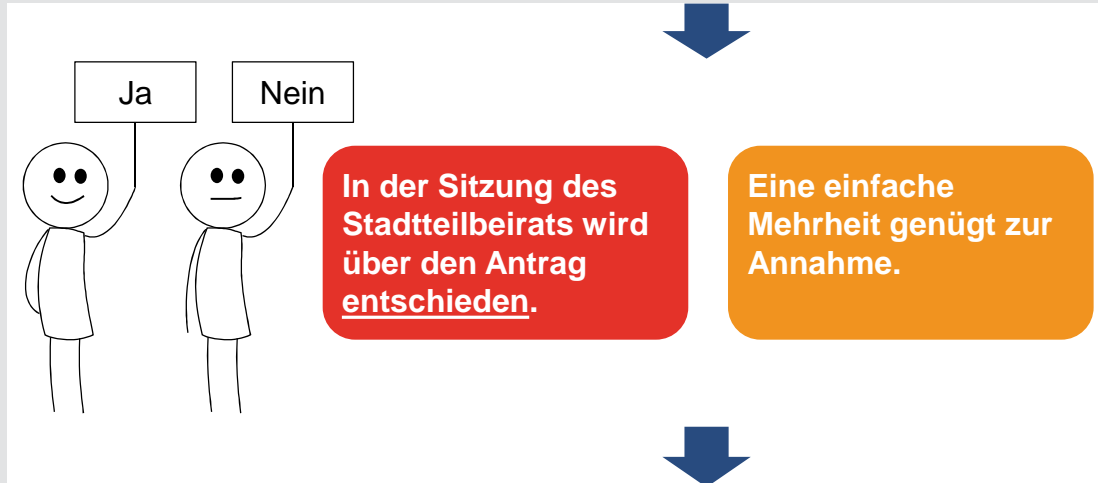 Ja
Nein
In der Sitzung des
Stadtteilbeirats wird
über den Antrag
entschieden.
Eine einfache
Mehrheit genügt zur
Annahme.